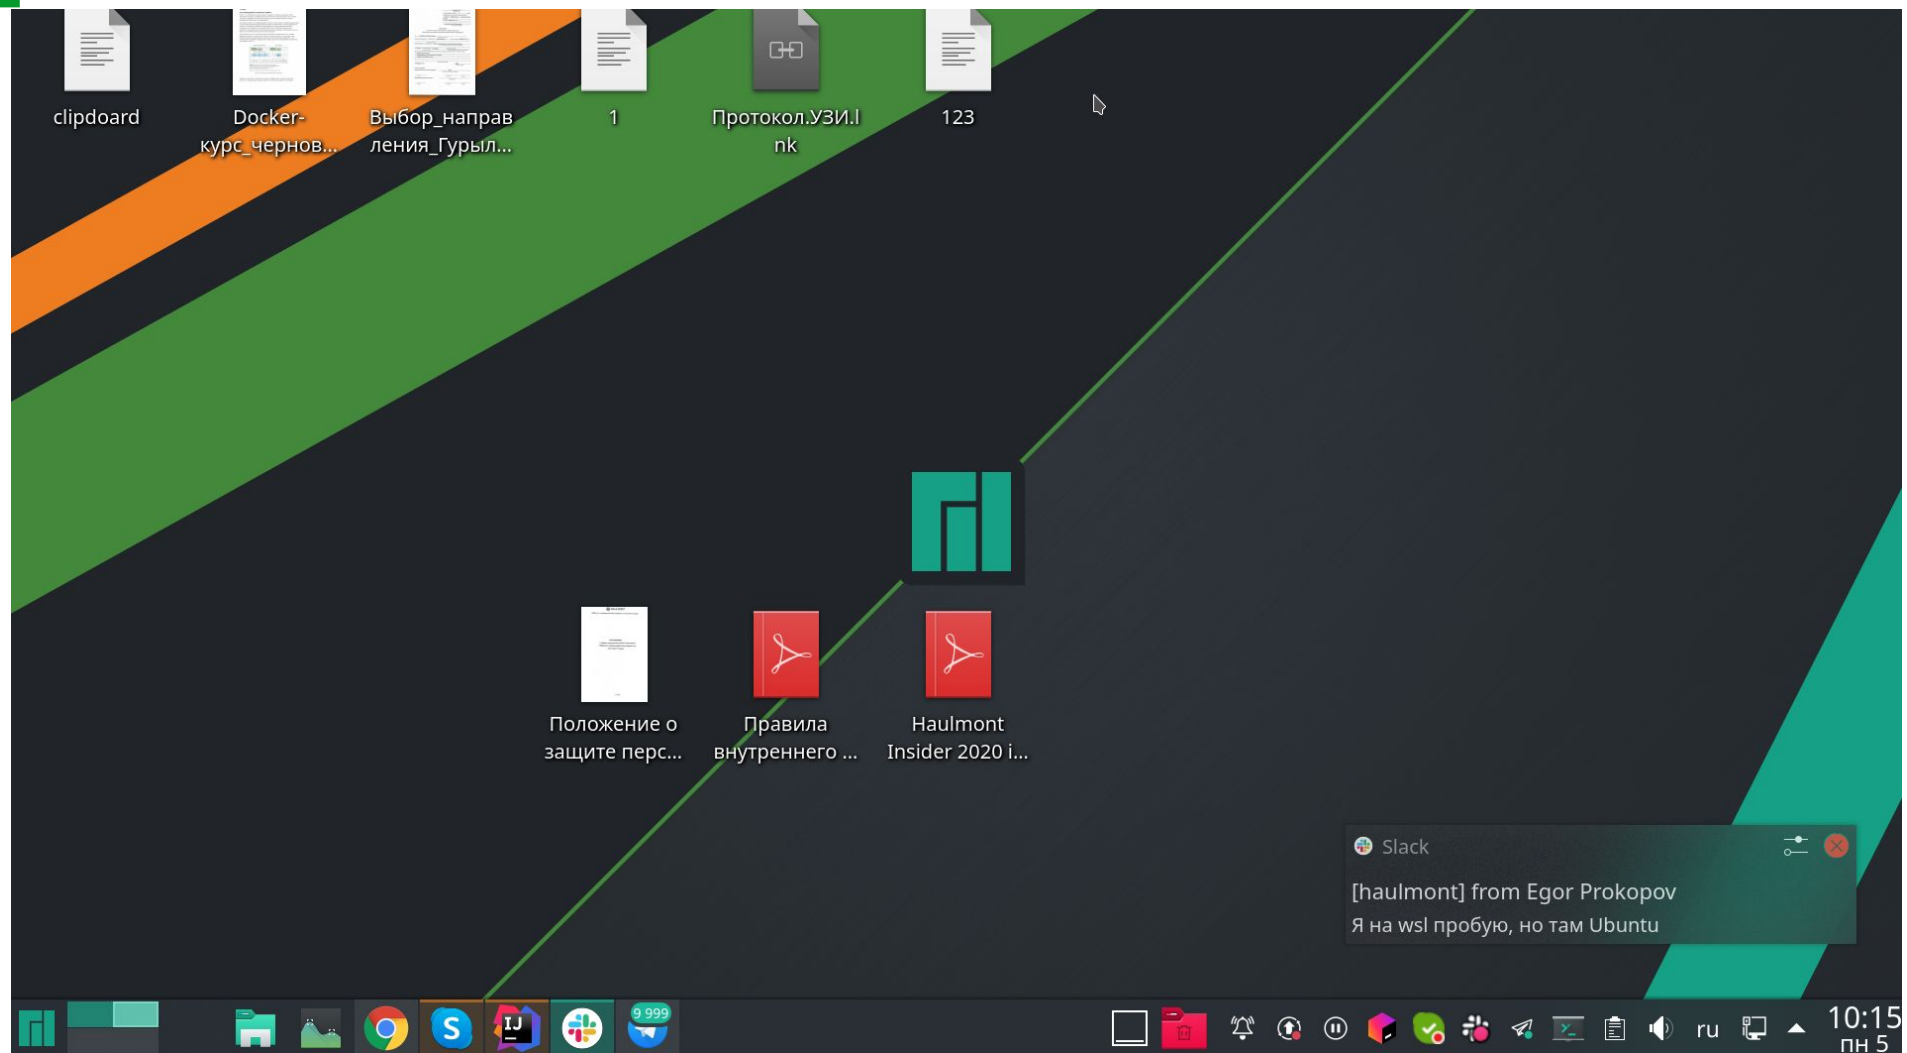 clipdoard
Docker-
курс_чернов...
Выбор_направ
ления_Гурыл...
1
Протокол.УЗИ.l
nk
123
Положение о
защите перс...
Правила
внутреннего ...
Haulmont
Insider 2020 i...
Slack
[haulmont] from Egor Prokopov
Я на wsl пробую, но там Ubuntu
S
IJ
9 999
ru
10:15
пн 5